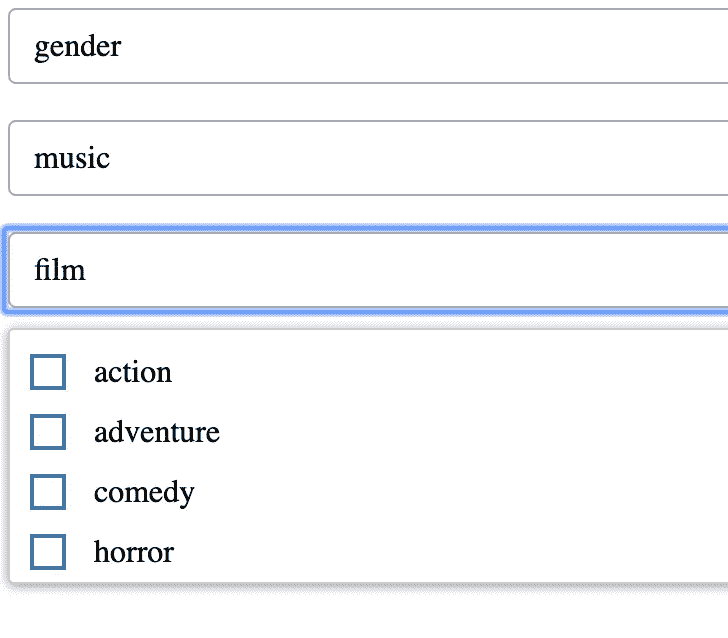 gender
music
film
action
adventure
comedy
horror